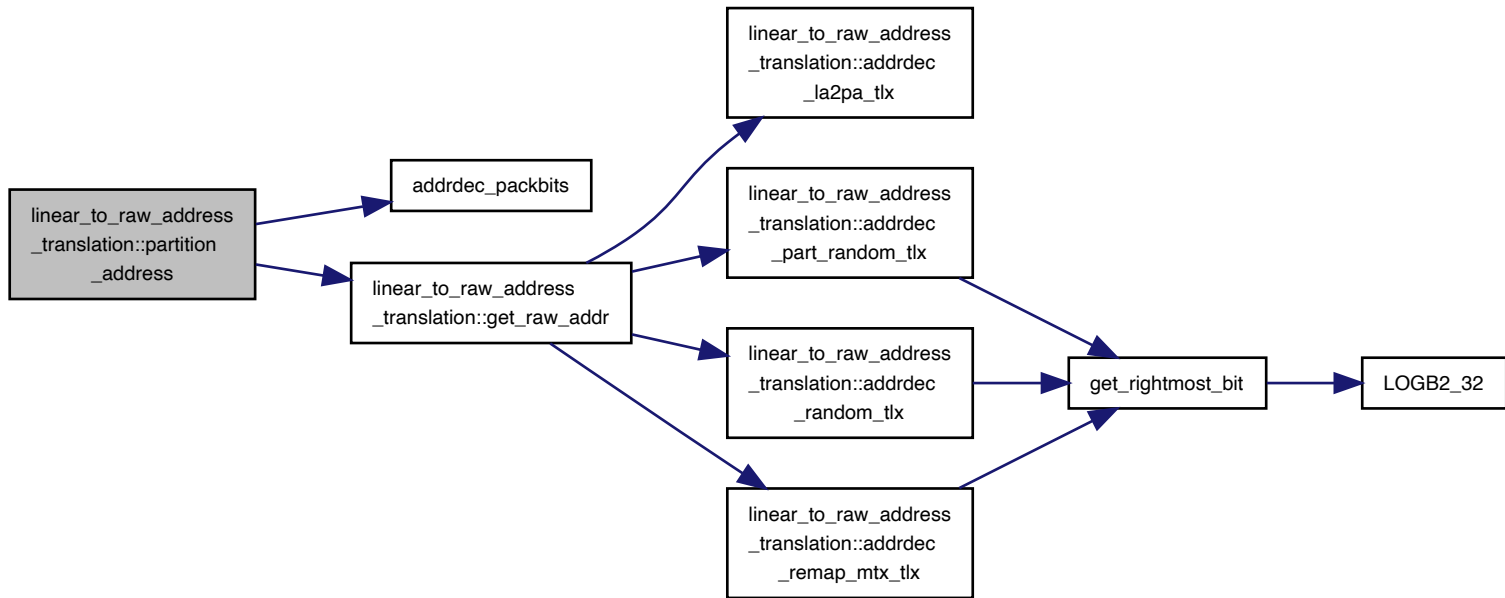 linear_to_raw_address
_translation::partition
_address
addrdec_packbits
linear_to_raw_address
_translation::get_raw_addr
linear_to_raw_address
_translation::addrdec
_la2pa_tlx
linear_to_raw_address
_translation::addrdec
_part_random_tlx
linear_to_raw_address
_translation::addrdec
_random_tlx
linear_to_raw_address
_translation::addrdec
_remap_mtx_tlx
get_rightmost_bit
LOGB2_32